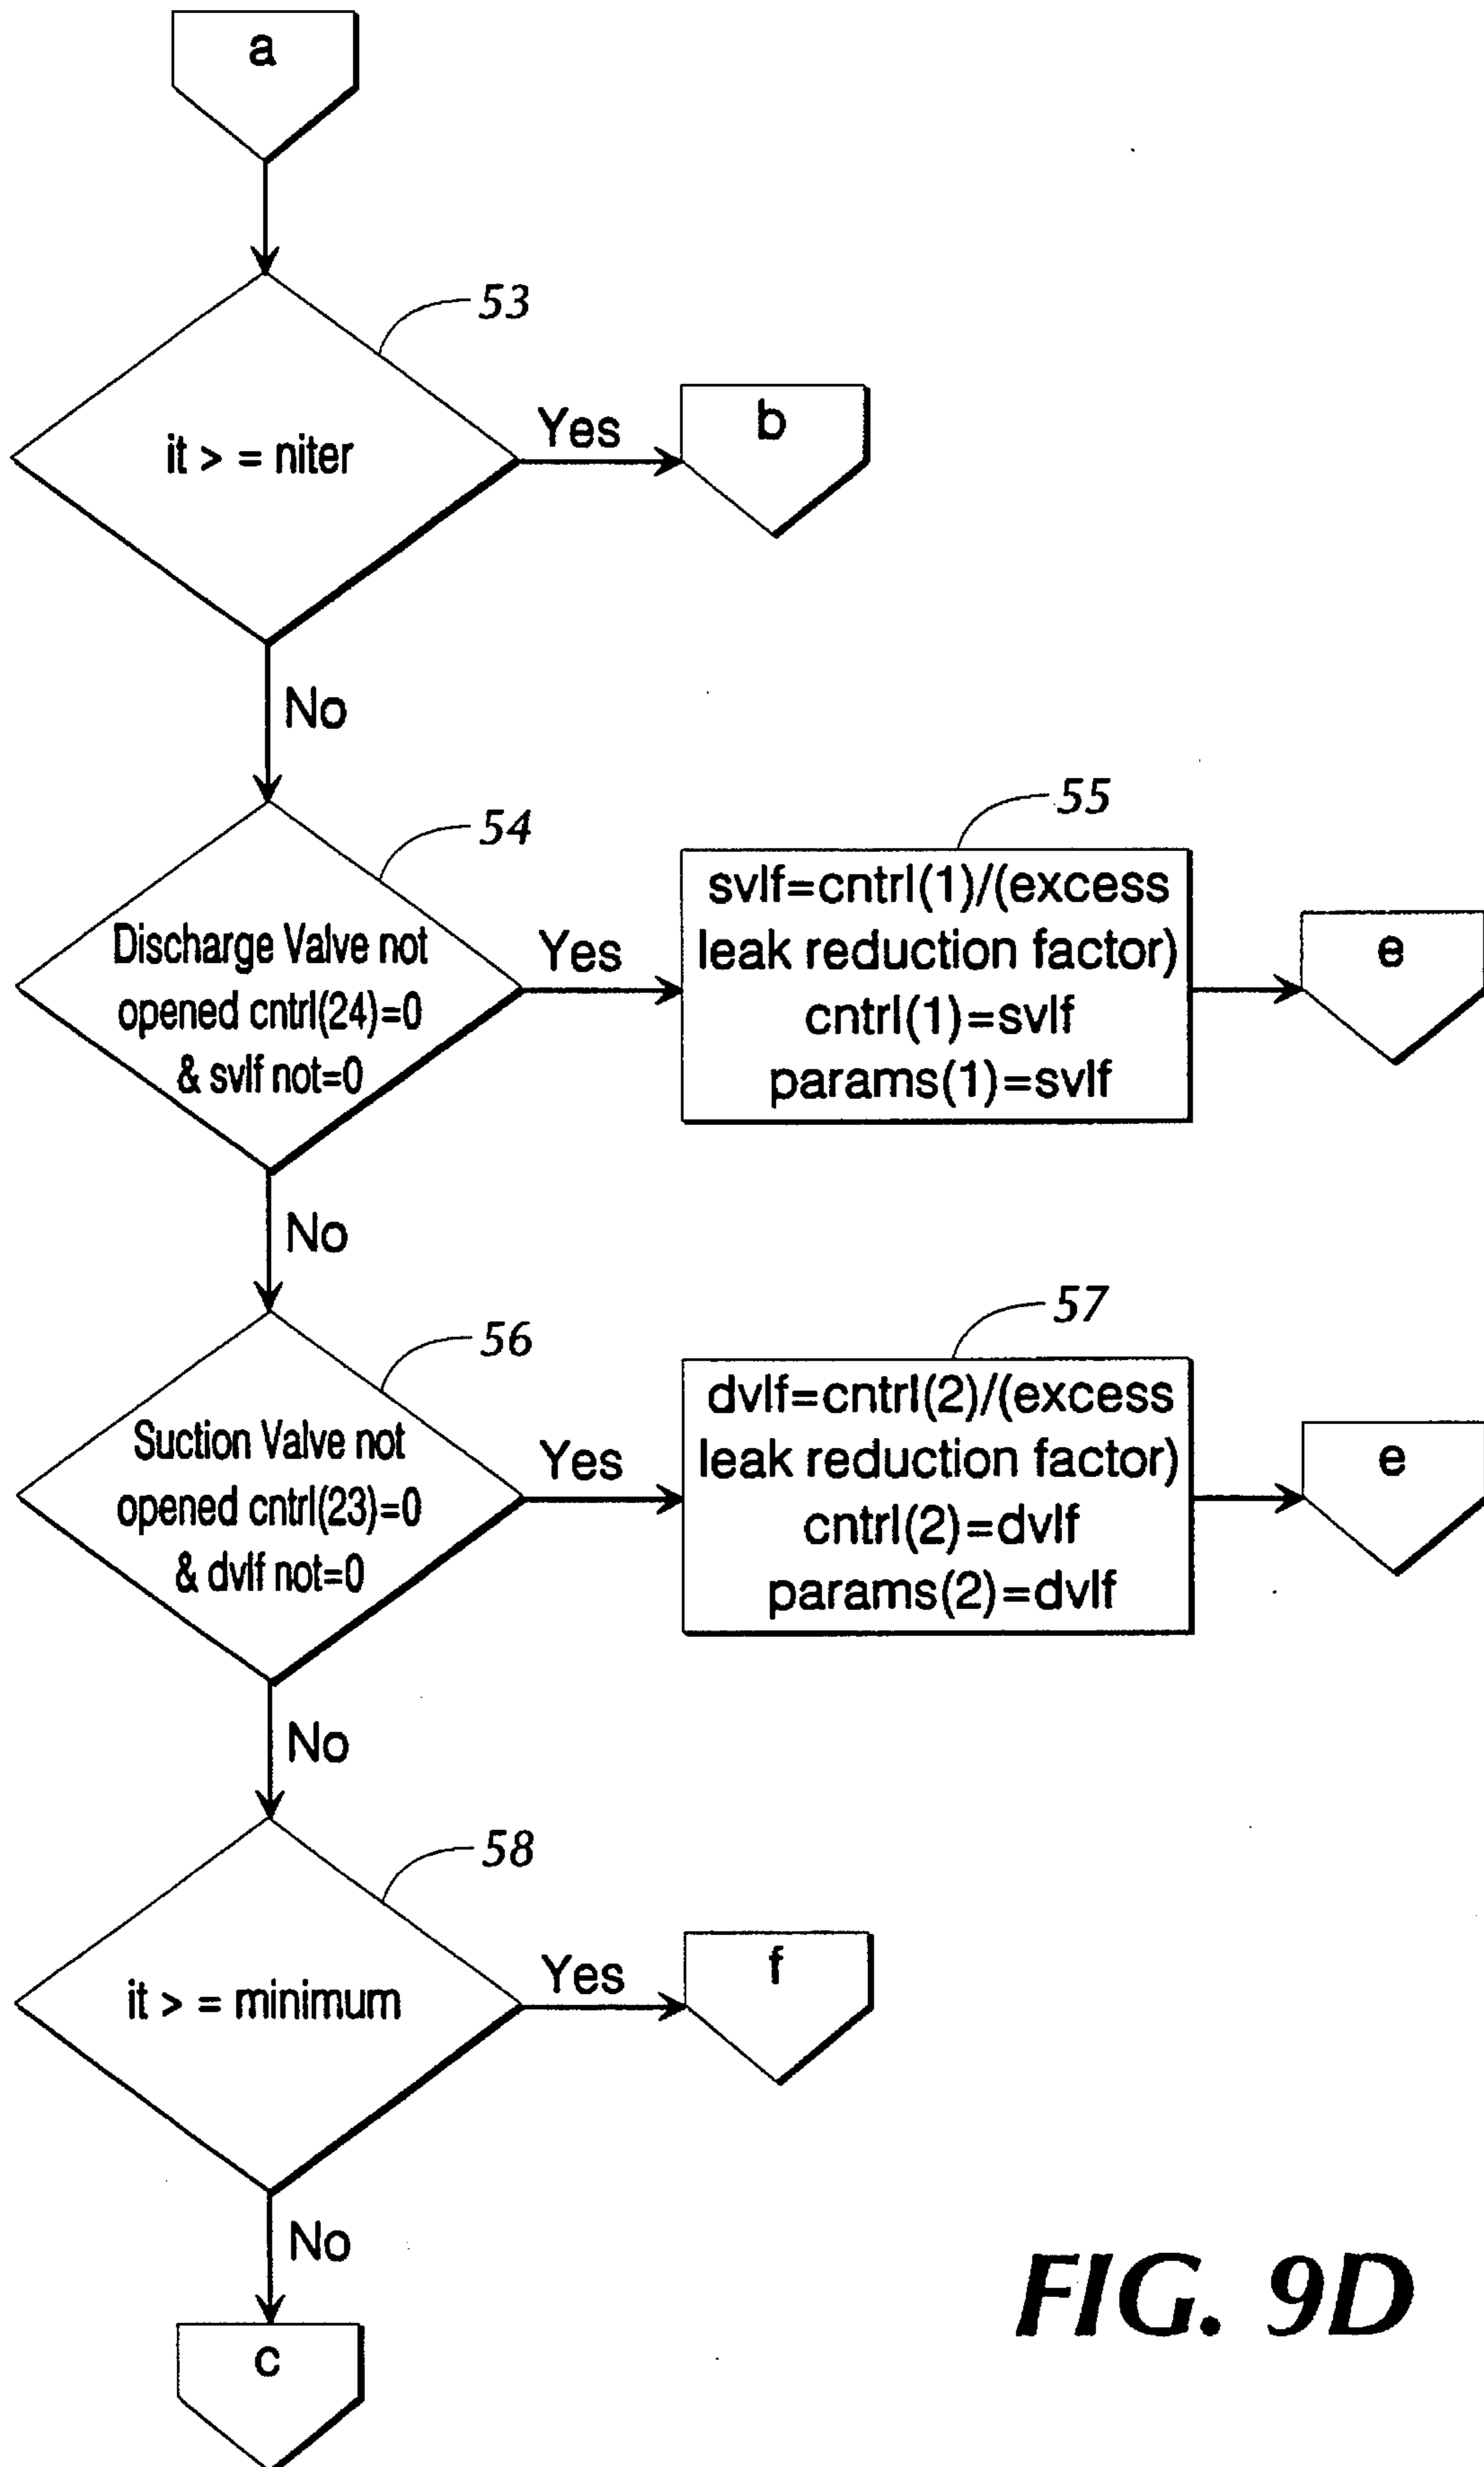 a
53
it > = niter
Yes
b
No
54
Discharge Valve not
opened cntrl(24)=0
& svlf not=0
Yes
55
svlf=cntrl(1)/(excess
leak reduction factor)
cntrl(1)=svlf
params(1)=svlf
e
No
56
Suction Valve not
opened cntrl(23)=0
& dvlf not=0
Yes
57
dvlf=cntrl(2)/(excess
leak reduction factor)
cntrl(2)=dvlf
params(2)=dvlf
e
No
58
it > = minimum
Yes
f
No
c
FIG. 9D